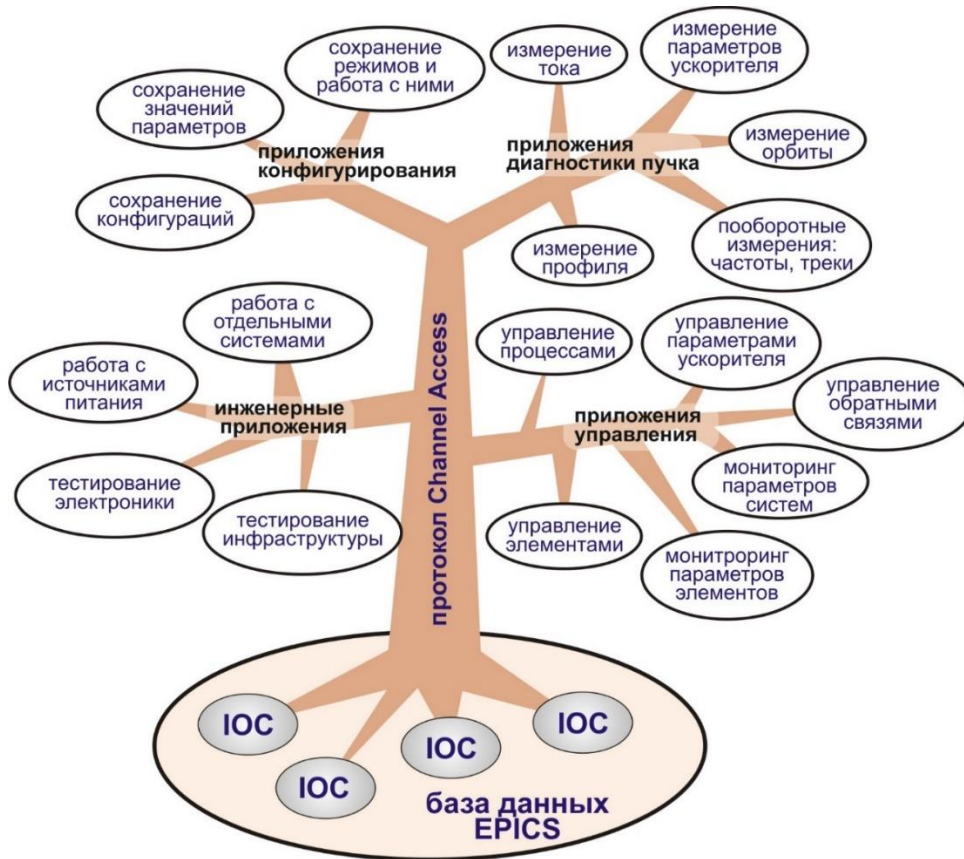 сохранение
режимов и
работа с ними
сохранение
значений
параметров
сохранение
конфигураций
приложения
конфигурирования
измерение
тока
измерение
параметров
ускорителя
измерение
орбиты
пооборотные
измерения:
частоты, треки
измерение
профиля
приложения
диагностики пучка
работа с
отдельными
системами
работа с
источниками
питания
тестирование
электроники
тестирование
инфраструктуры
инженерные
приложения
протокол Channel Access
управление
процессами
управление
параметрами
ускорителя
управление
обратными
связями
мониторинг
параметров
систем
монитроринг
параметров
элементов
управление
элементами
приложения
управления
IOC
IOC
IOC
IOC
база данных
EPICS